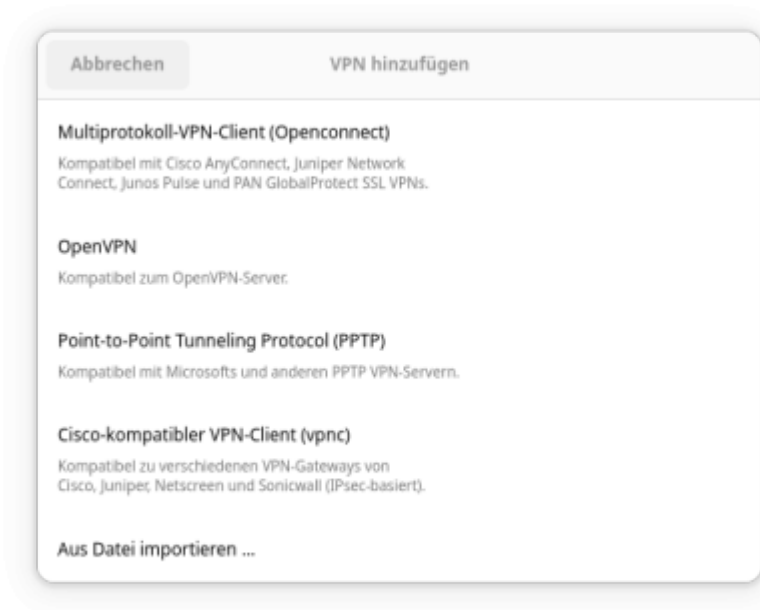 Abbrechen
VPN hinzufügen
Multiprotokoll-VPN-Client (Openconnect)
Kompatibel mit Cisco AnyConnect, Juniper Network
Connect, Junos Pulse und PAN GlobalProtect SSL VPNs.
OpenVPN
Kompatibel zum OpenVPN-Server.
Point-to-Point Tunneling Protocol (PPTP)
Kompatibel mit Microsofts und anderen PPTP VPN-Servern.
Cisco-kompatibler VPN-Client (vpnc)
Kompatibel zu verschiedenen VPN-Gateways von
Cisco, Juniper, Netscreen und Sonicwall (IPsec-basiert).
Aus Datei importieren ...